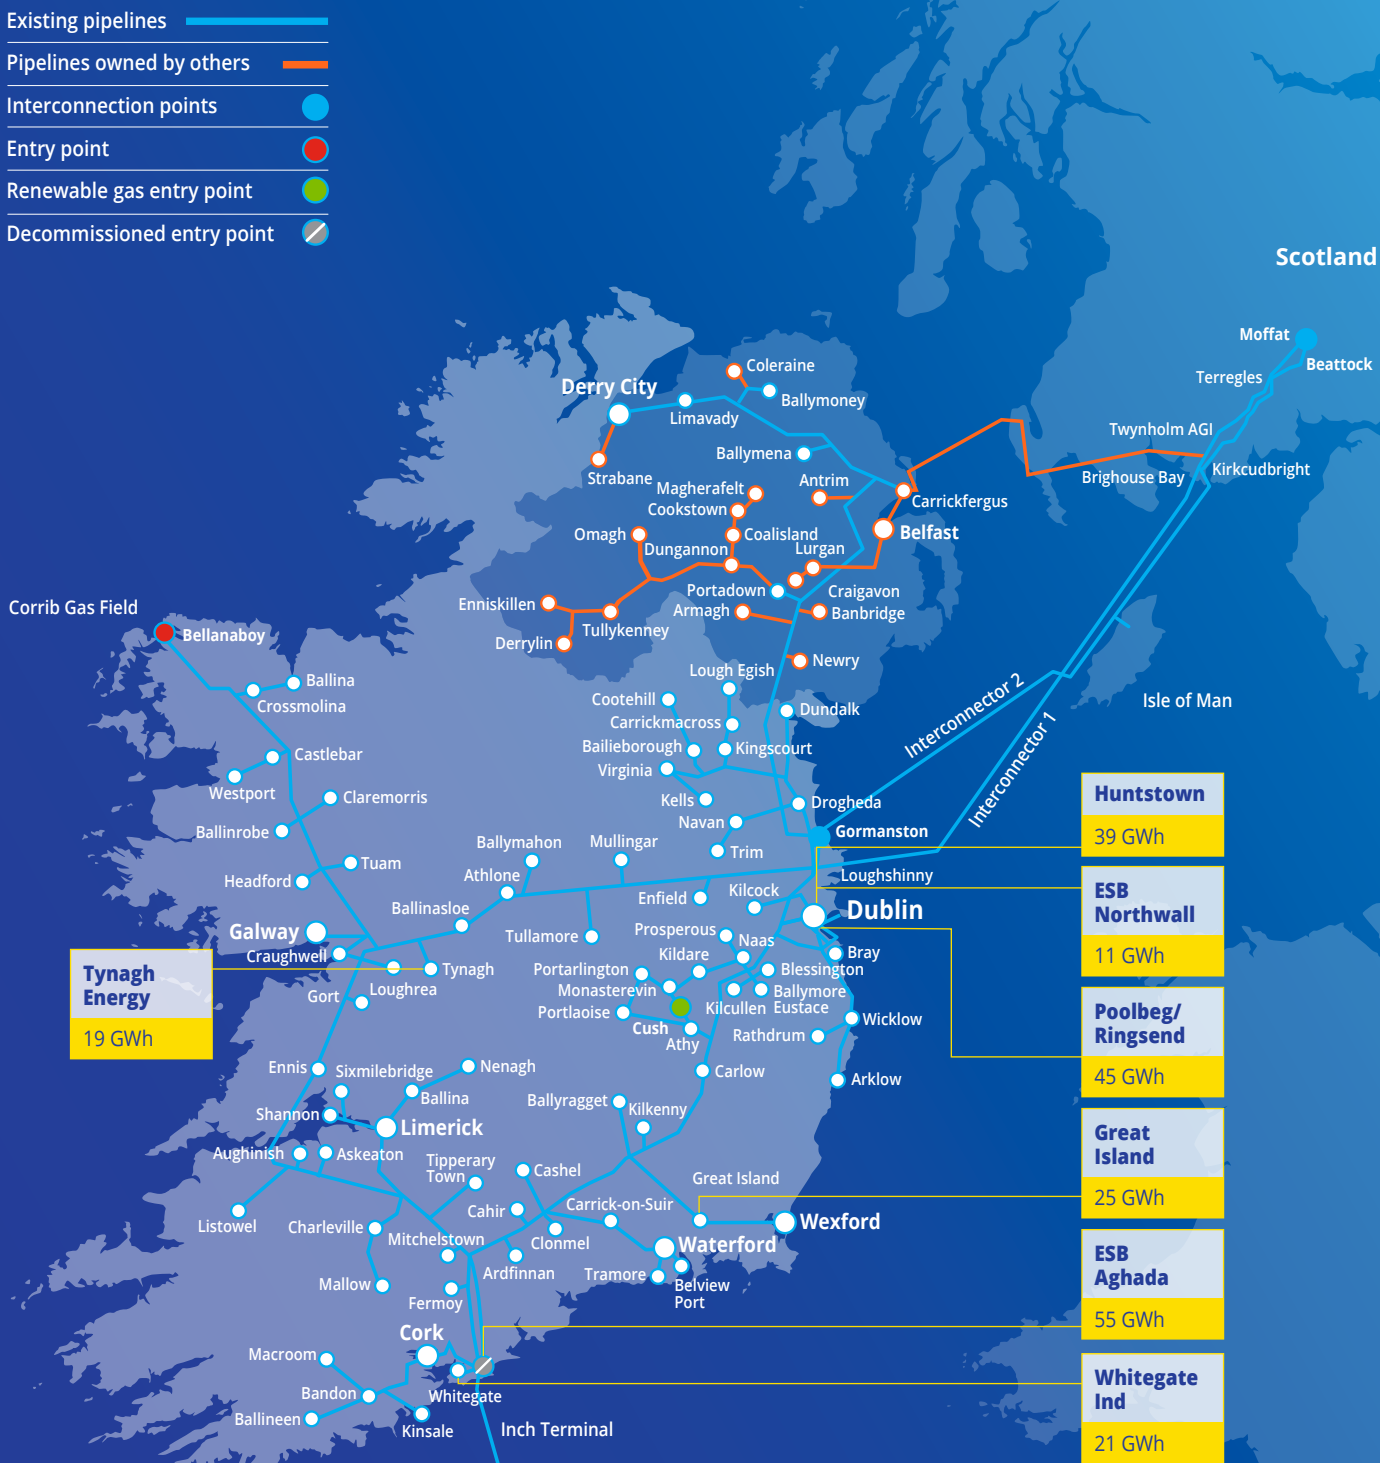 Existing pipelines
Pipelines owned by others
Interconnection points
Entry point
Renewable gas entry point
Decommissioned entry point
Scotland
Moffat
Beattock
Terregles
Twynholm AGI
Kirkcudbright
Brighouse Bay
Coleraine
Ballymoney
Derry City
Limavady
Ballymena
Strabane
Antrim
Magherafelt
Cookstown
Carrickfergus
Omagh
Coalisland
Belfast
Dungannon
Lurgan
Portadown
Craigavon
Enniskillen
Armagh
Banbridge
Tullykenney
Derrylin
Newry
Corrib Gas Field
Bellanaboy
Lough Egish
Ballina
Crossmolina
Cootehill
Dundalk
Carrickmacross
Interconnector 2
Isle of Man
Interconnector 1
Castlebar
Bailieborough
Kingscourt
Virginia
Westport
Claremorris
Kells
Drogheda
Ballinrobe
Navan
Gormanston
Ballymahon
Mullingar
Trim
Tuam
Athlone
Loughshinny
Headford
Enfield
Kilcock
Ballinasloe
Dublin
Galway
Tullamore
Prosperous
Naas
Craughwell
Kildare
Bray
Tynagh
Portarlington
Blessington
Loughrea
Monasterevin
Ballymore
Eustace
Gort
Kilcullen
Portlaoise
Cush
Athy
Rathdrum
Wicklow
Ennis
Sixmilebridge
Nenagh
Carlow
Arklow
Ballina
Shannon
Ballyragget
Kilkenny
Limerick
Aughinish
Askeaton
Tipperary
Town
Cashel
Great Island
Listowel
Charleville
Cahir
Carrick-on-Suir
Wexford
Mitchelstown
Clonmel
Waterford
Ardfinnan
Tramore
Mallow
Belview
Port
Fermoy
Cork
Macroom
Bandon
Whitegate
Ballineen
Kinsale
Inch Terminal
Tynagh
Energy
19 GWh
Huntstown
39 GWh
ESB
Northwall
11 GWh
Poolbeg/
Ringsend
45 GWh
Great
Island
25 GWh
ESB
Aghada
55 GWh
Whitegate
Ind
21 GWh